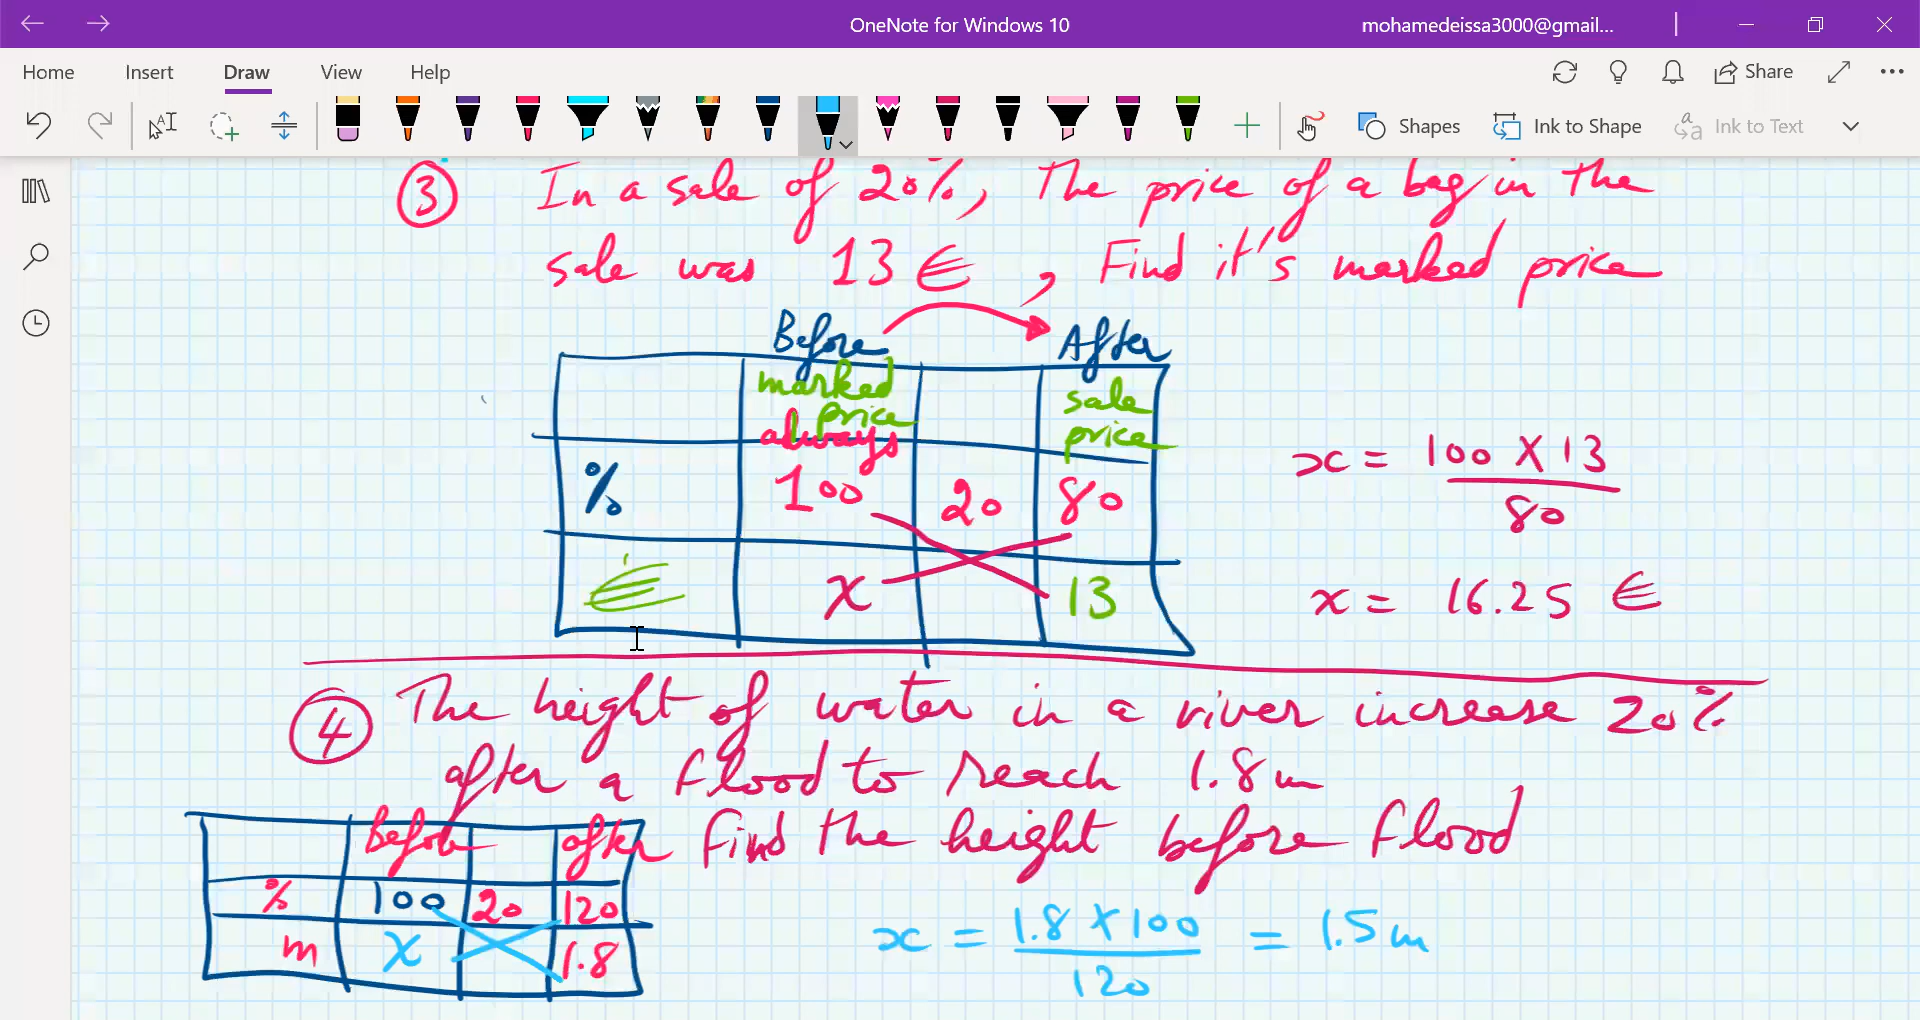 OneNote for Windows 10
mohamedeissa3000@gmail...
Home Insert Draw View Help
Share
Shapes Ink to Shape Ink to Text
③ In a sale of 20%, The price of a bag in the
sale was 13 €, Find it's marked price
Before After
marked price sale price
always
% 100 20 80
€ x 13
x = 100 X 13 / 80
x = 16.25 €
④ The height of water in a river increase 20%
after a flood to reach 1.8 m
Find the height before flood
Before after
% 100 20 120
m x 1.8
x = 1.8 X 100 / 120 = 1.5 m